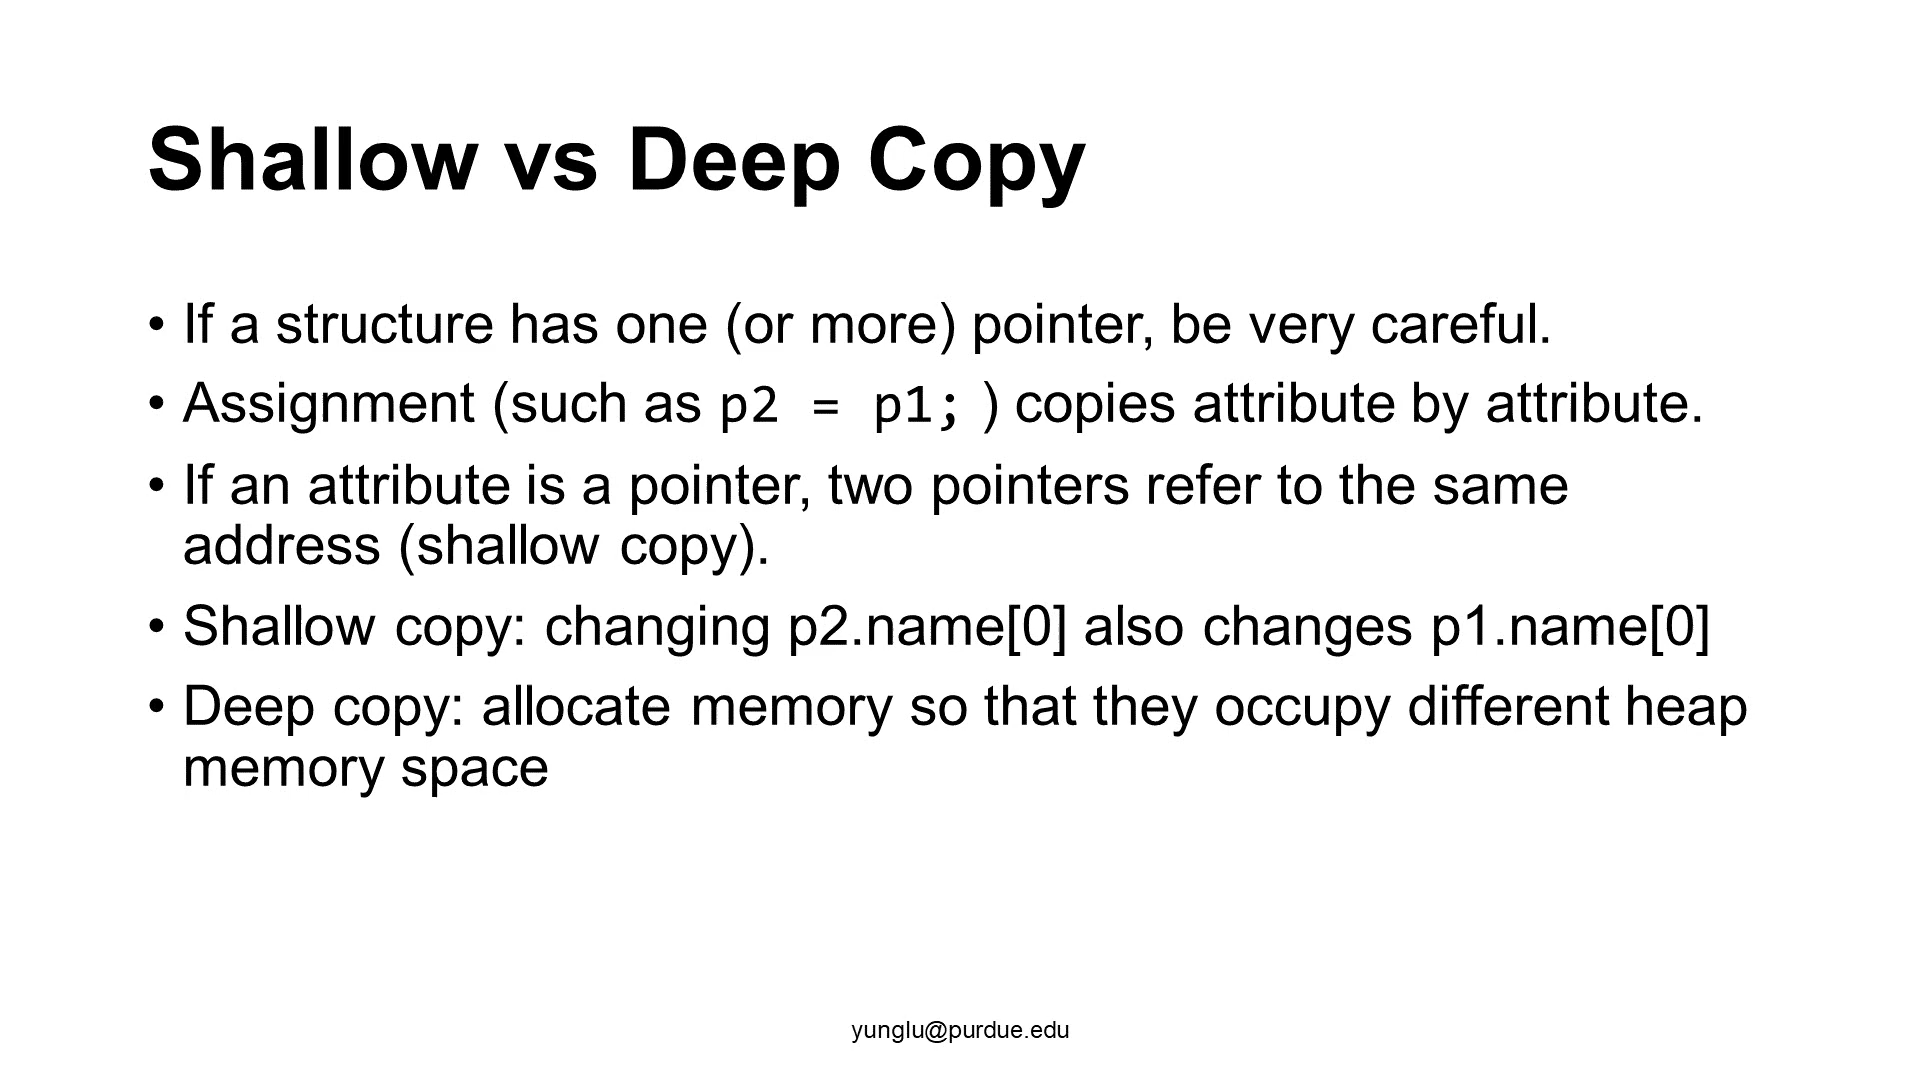 Shallow vs Deep Copy
• If a structure has one (or more) pointer, be very careful.
• Assignment (such as p2 = p1; ) copies attribute by attribute.
• If an attribute is a pointer, two pointers refer to the same
address (shallow copy).
• Shallow copy: changing p2.name[0] also changes p1.name[0]
• Deep copy: allocate memory so that they occupy different heap
memory space
yunglu@purdue.edu